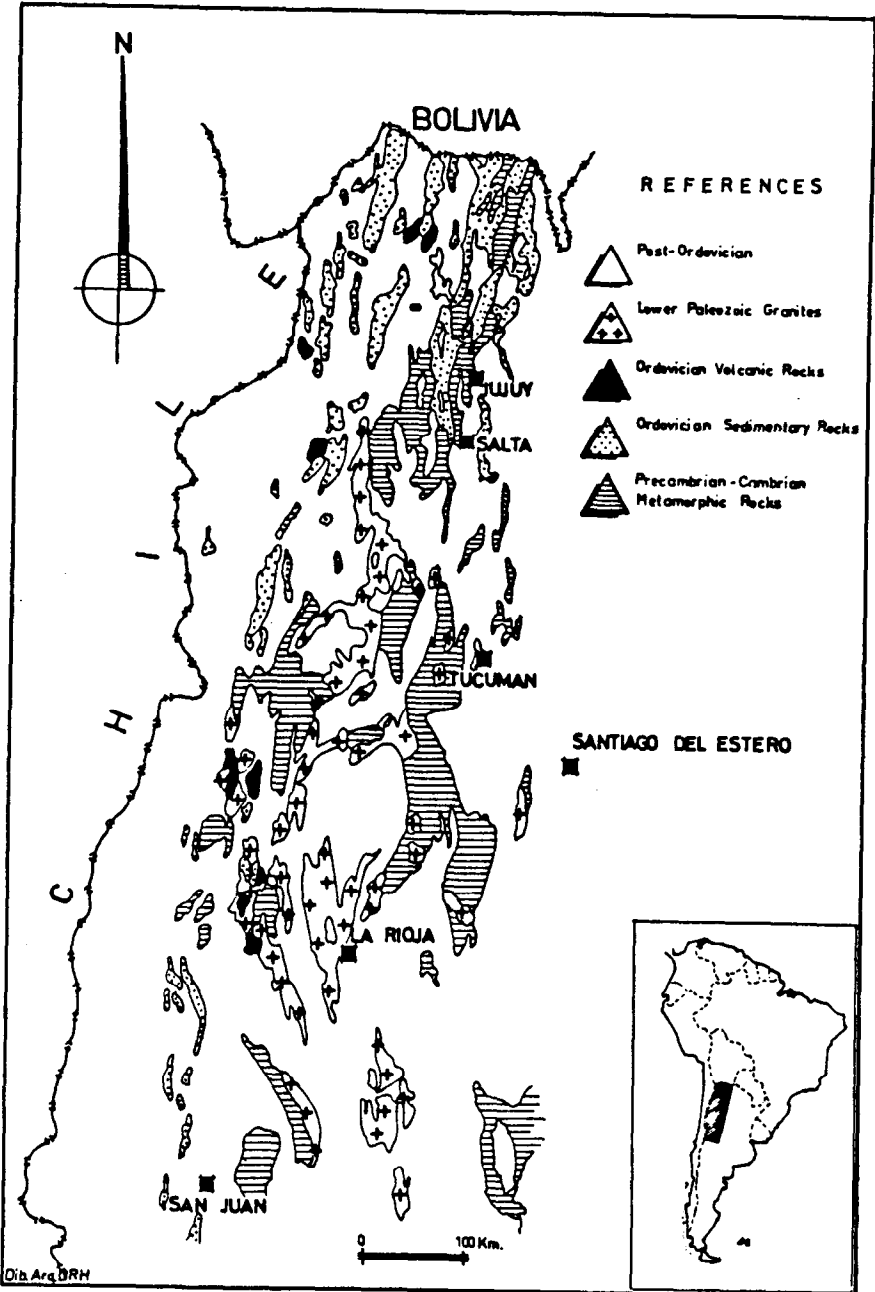 N
BOLIVIA
REFERENCES
Post-Ordovician
Lower Paleozoic Granites
Ordovician Volcanic Rocks
Ordovician Sedimentary Rocks
Precambrian-Cambrian
Metamorphic Rocks
CHILE
JUJUY
SALTA
TUCUMAN
SANTIAGO DEL ESTERO
LA RIOJA
SAN JUAN
0 100 Km.
Dib. Arq. DRH